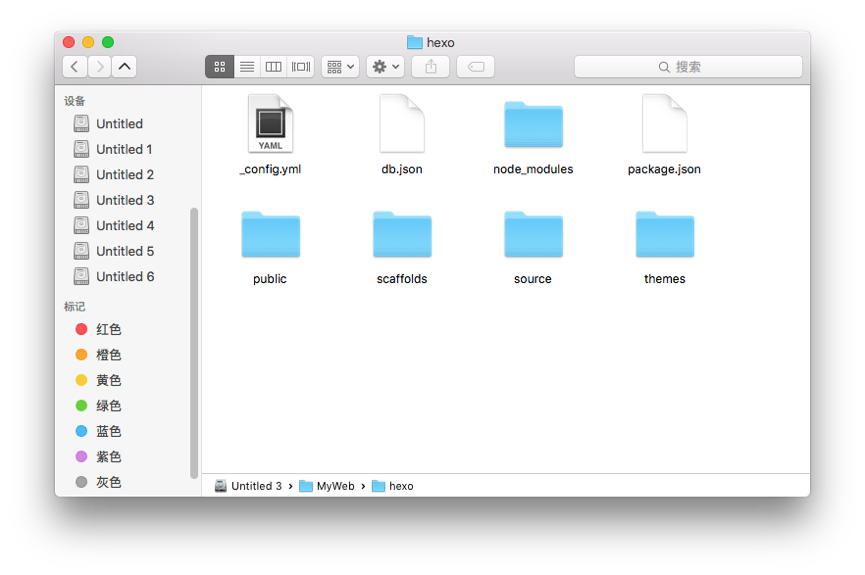 hexo
搜索
设备
Untitled
Untitled 1
Untitled 2
Untitled 3
Untitled 4
Untitled 5
Untitled 6
标记
红色
橙色
黄色
绿色
蓝色
紫色
灰色
YAML
_config.yml
db.json
node_modules
package.json
public
scaffolds
source
themes
Untitled 3 › MyWeb › hexo